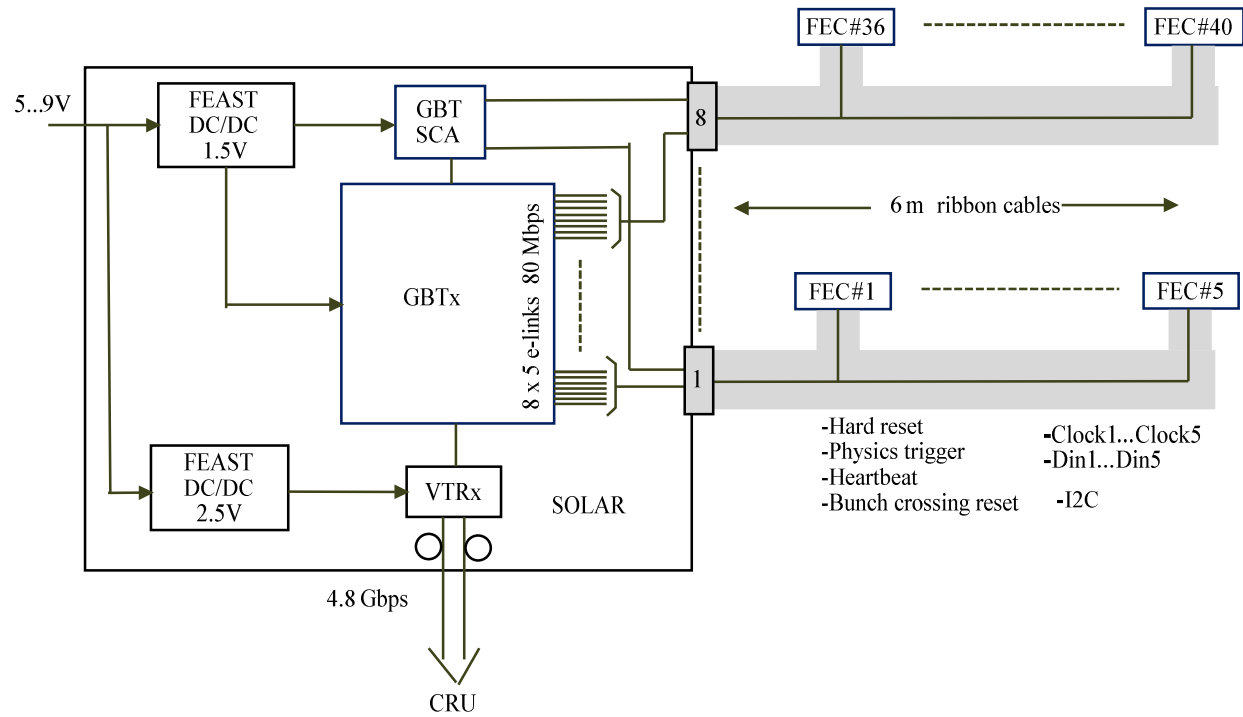 FEC#36
FEC#40
5...9V
FEAST
DC/DC
1.5V
GBT
SCA
8
6 m ribbon cables
GBTx
8 x 5 e-links 80 Mbps
FEC#1
FEC#5
1
-Hard reset
-Physics trigger
-Heartbeat
-Bunch crossing reset
-Clock1...Clock5
-Din1...Din5
-I2C
FEAST
DC/DC
2.5V
VTRx
SOLAR
4.8 Gbps
CRU